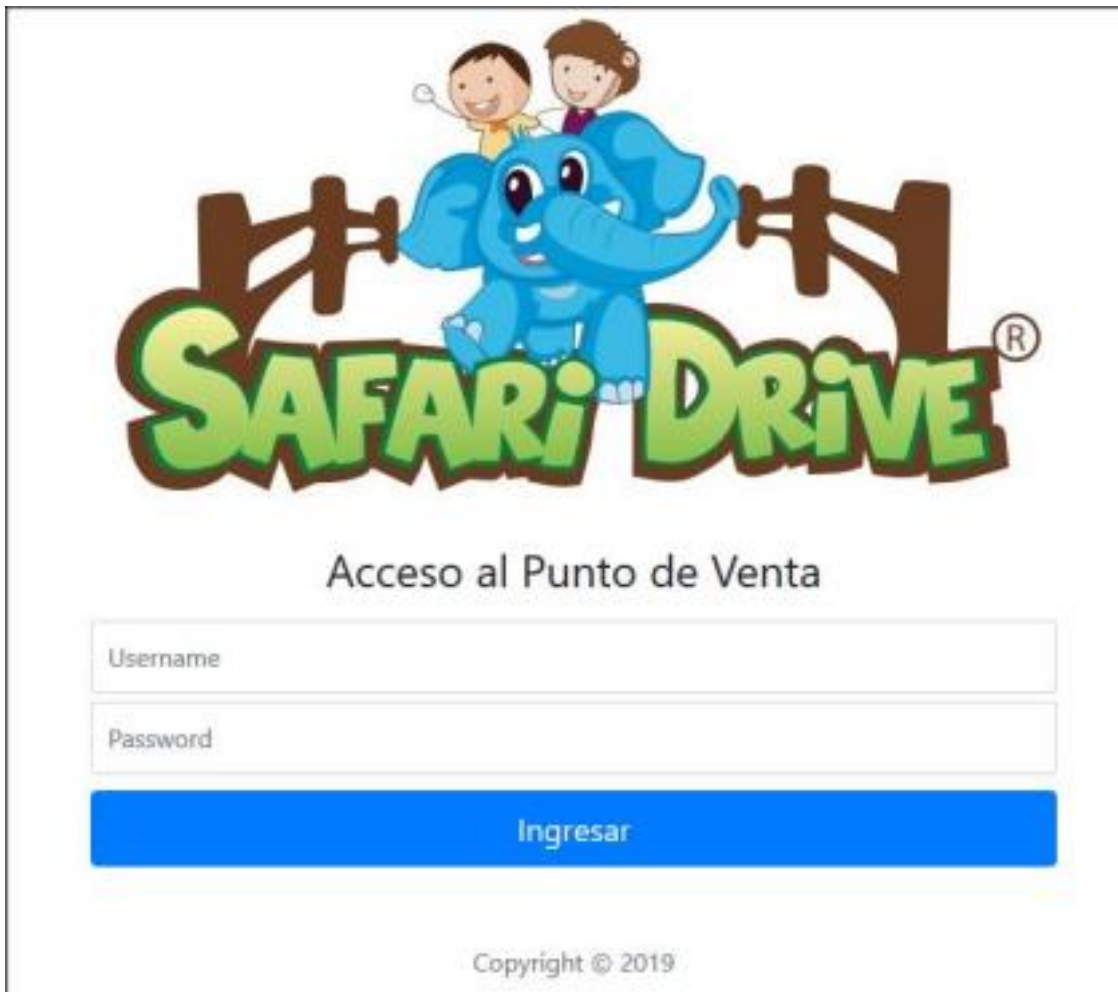 SAFARi DRiVE ®
Acceso al Punto de Venta
Username
Password
Ingresar
Copyright © 2019